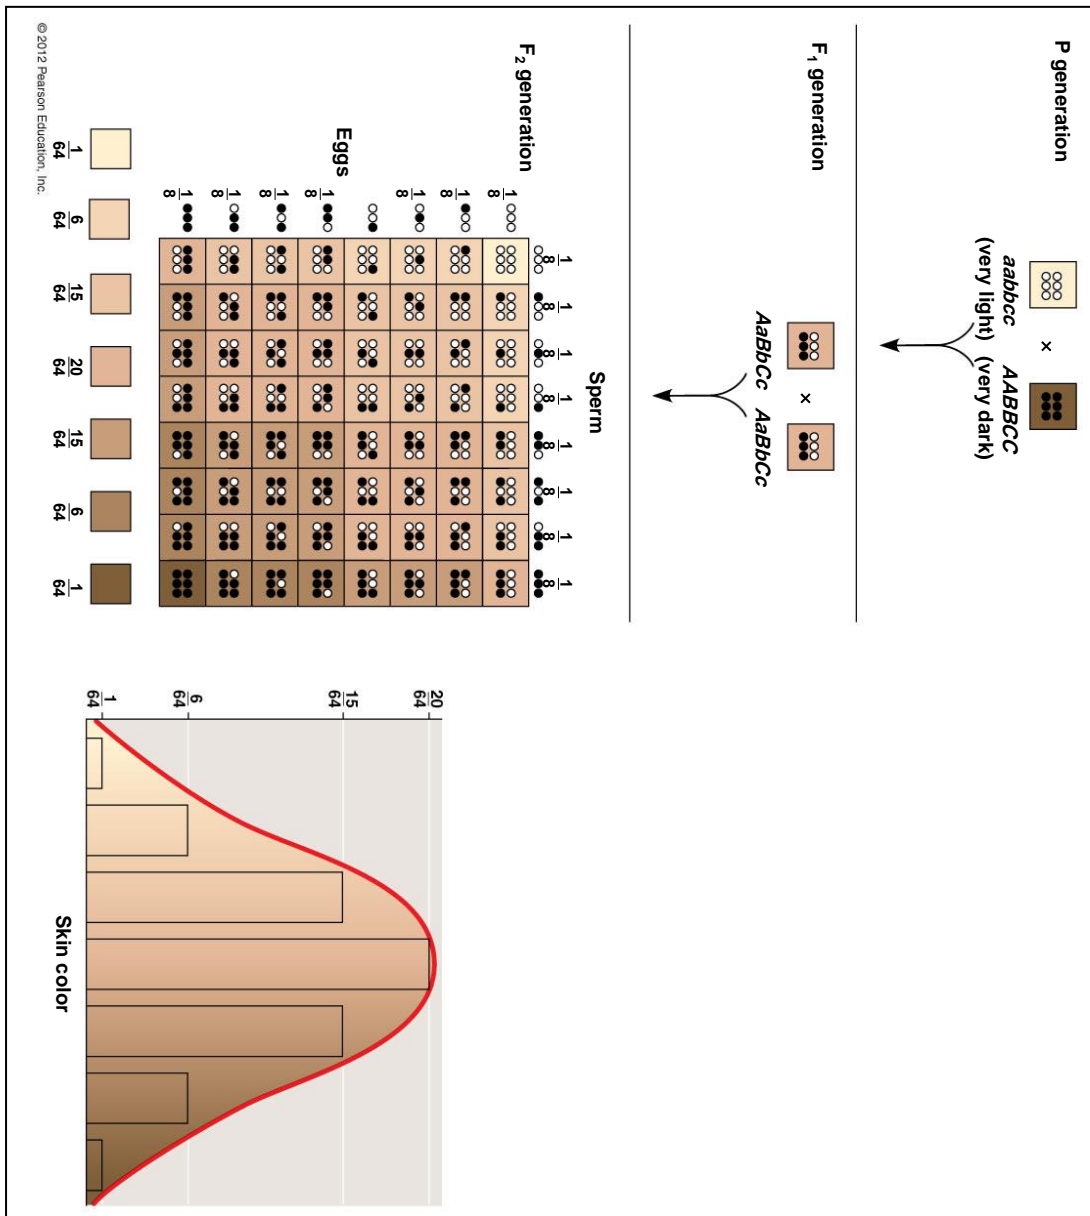 P generation
aabbcc × AABBCC
(very light) (very dark)
F1 generation
×
AaBbCc AaBbCc
Sperm
F2 generation
1/8 1/8 1/8 1/8 1/8 1/8 1/8 1/8
Eggs
1/8
1/8
1/8
1/8
1/8
1/8
1/8
1/64 6/64 15/64 20/64 15/64 6/64 1/64
© 2012 Pearson Education, Inc.
20/64
15/64
6/64
1/64
Skin color